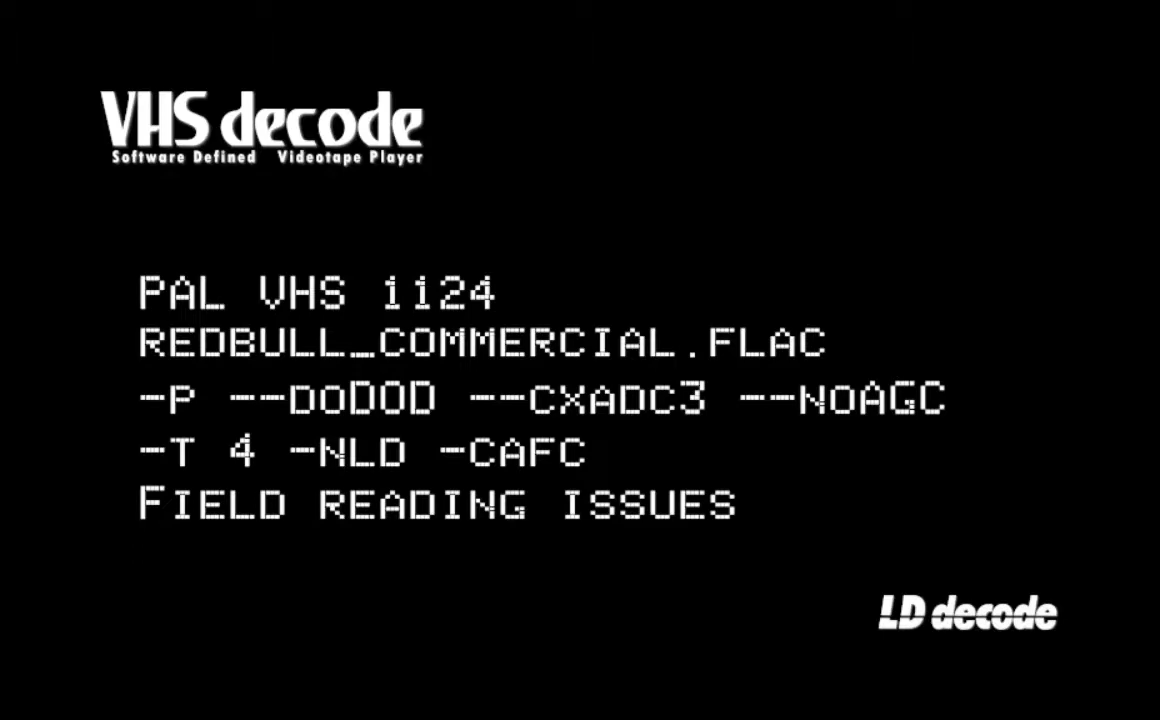 VHS decode
Software Defined Videotape Player
PAL VHS 1124
REDBULL_COMMERCIAL.FLAC
-P --doDOD --CXADC3 --NOAGC
-T 4 -NLD -CAFC
FIELD READING ISSUES
LD decode